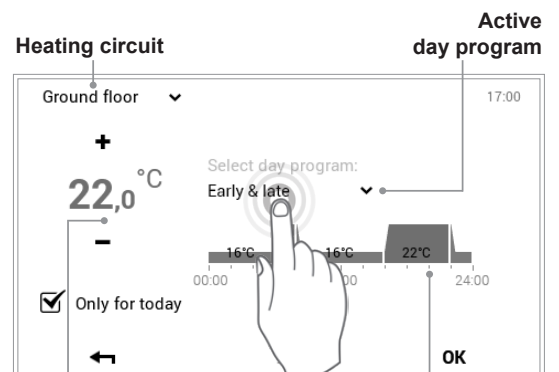 Active
Heating circuit
day program
Ground floor
17:00
+
22,0°C
Select day program:
Early & late
−
16°C
16°C
22°C
00:00
00
24:00
Only for today
OK